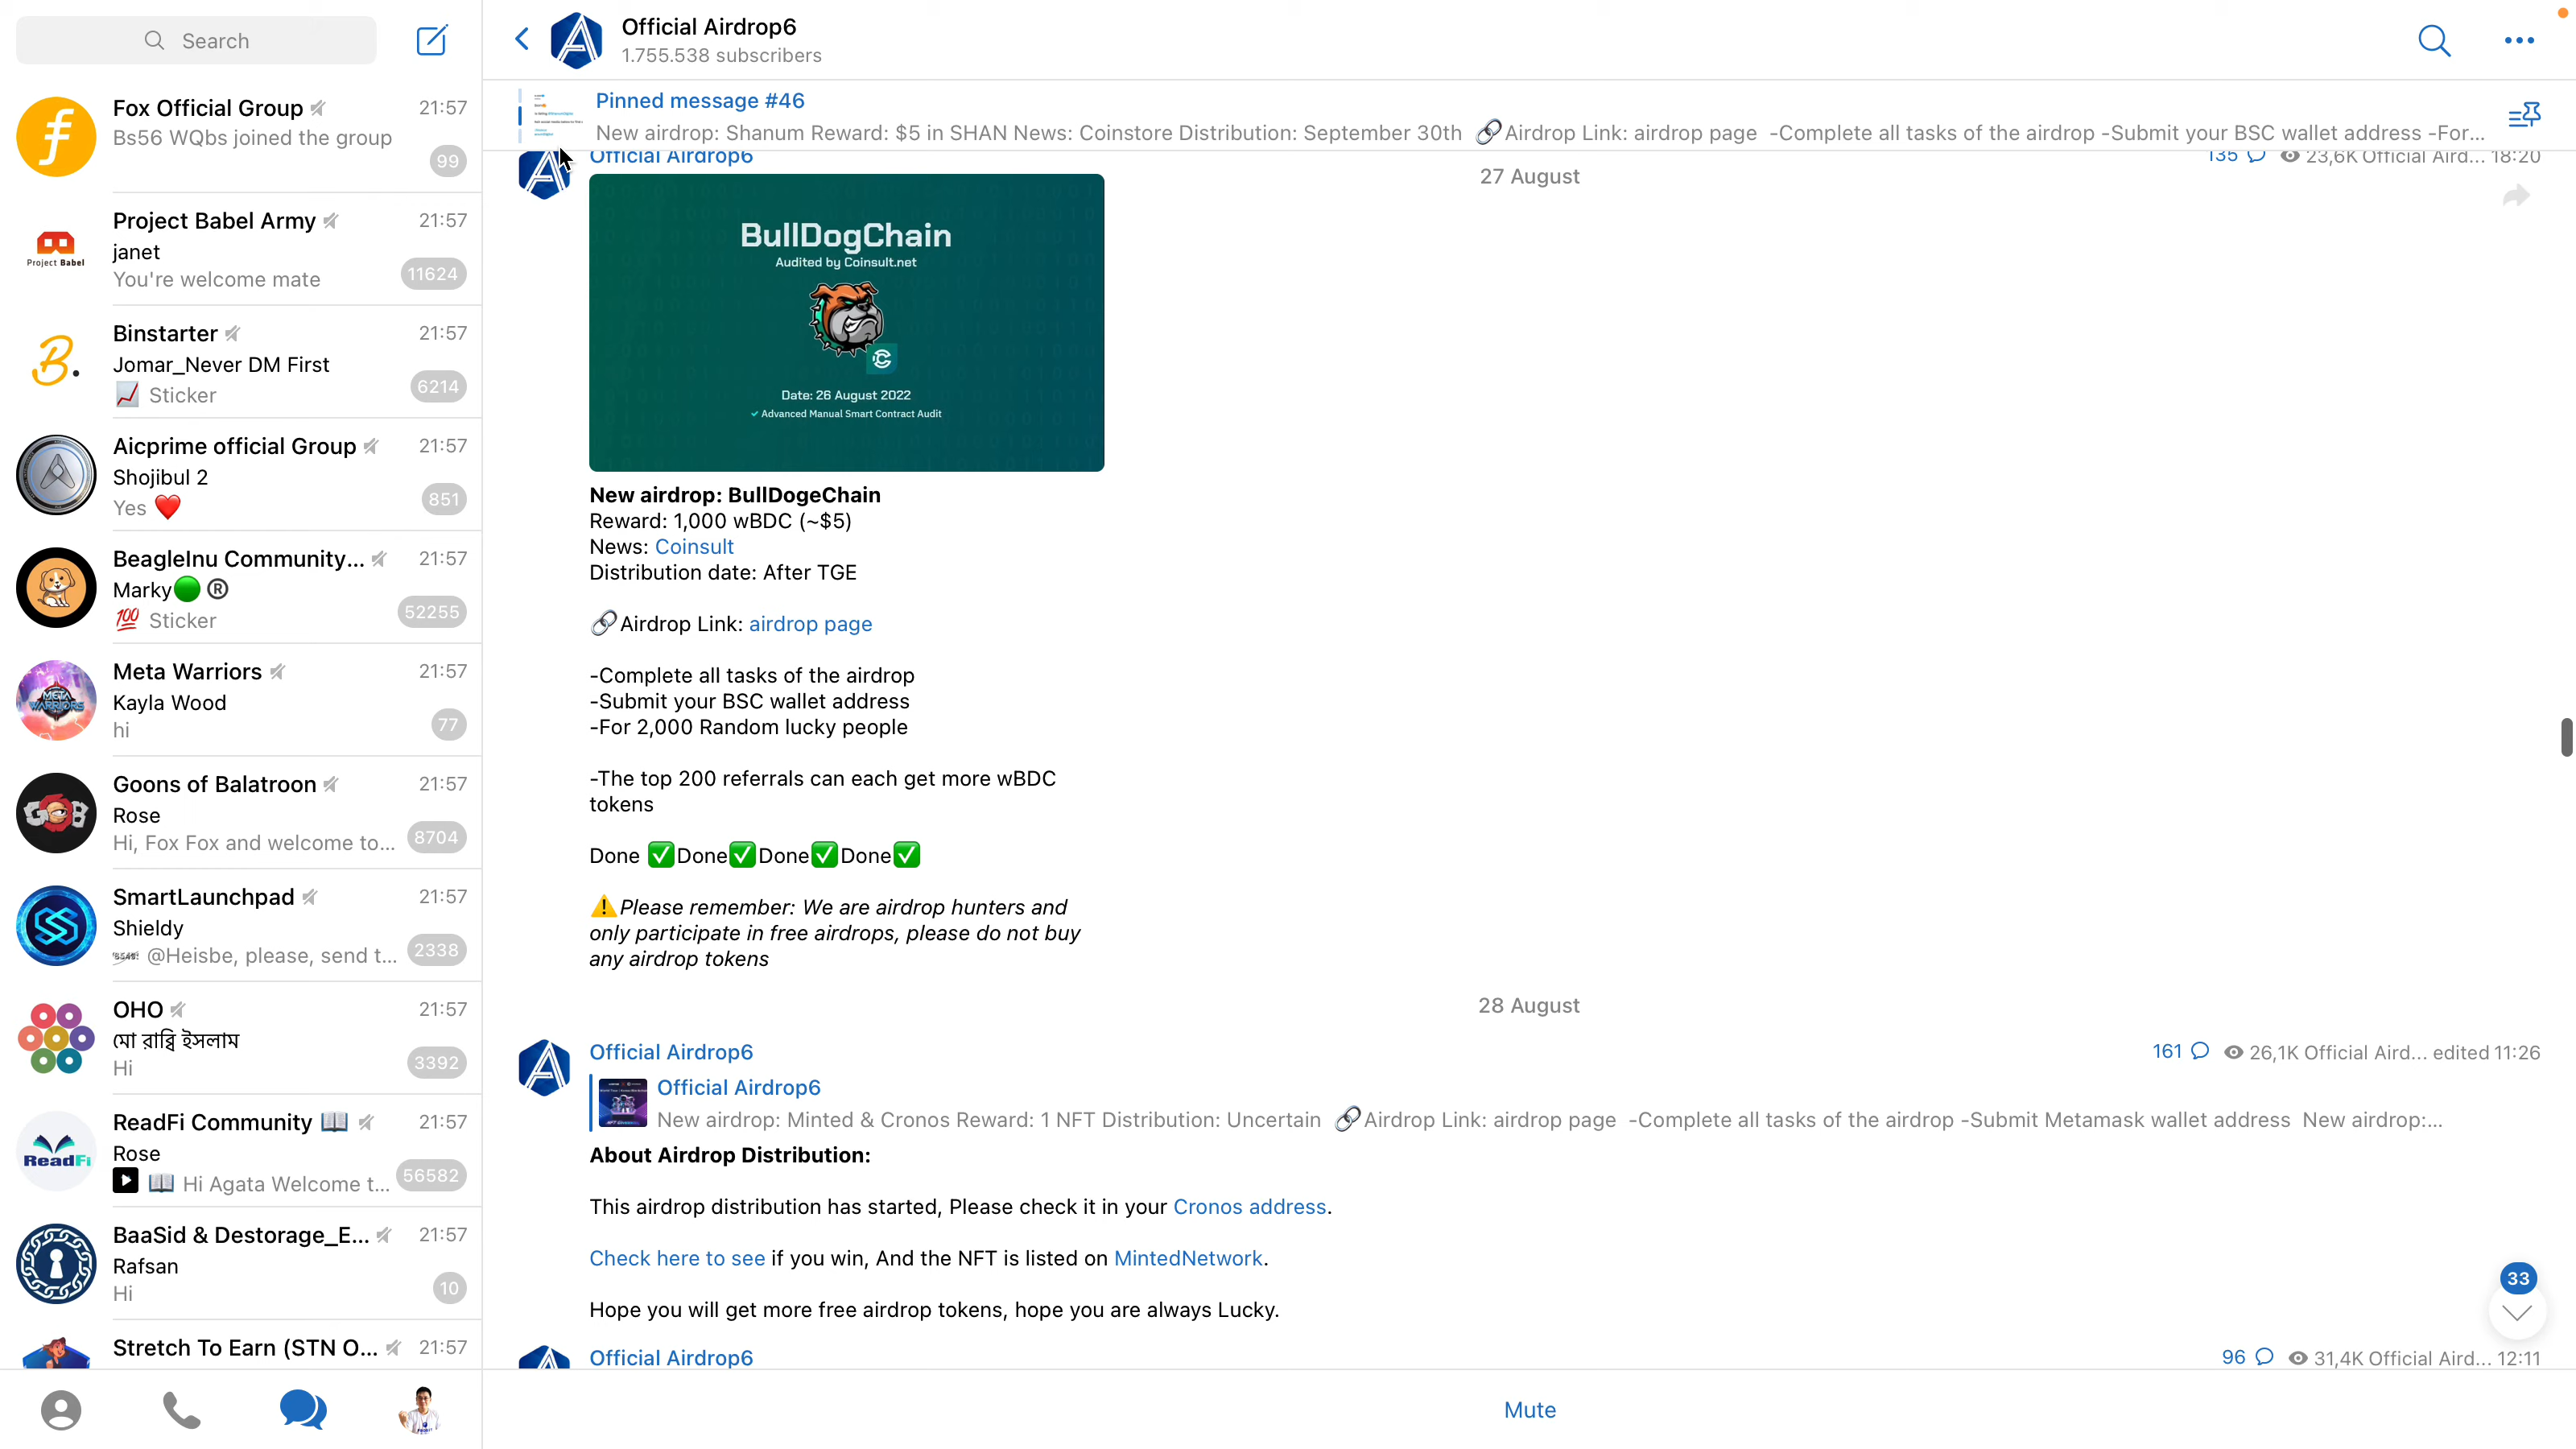 Search
Fox Official Group
21:57
Bs56 WQbs joined the group
99
Project Babel
Project Babel Army
21:57
janet
You're welcome mate
11624
B.
Binstarter
21:57
Jomar_Never DM First
Sticker
6214
Aicprime official Group
21:57
Shojibul 2
Yes ❤️
851
BeagleInu Community...
21:57
Marky🟢 ®
💯 Sticker
52255
META WARRIORS
Meta Warriors
21:57
Kayla Wood
hi
77
GOB
Goons of Balatroon
21:57
Rose
Hi, Fox Fox and welcome to...
8704
SmartLaunchpad
21:57
Shieldy
@Heisbe, please, send t...
2338
OHO
21:57
মো রাব্বি ইসলাম
Hi
3392
ReadFi
ReadFi Community 📖
21:57
Rose
📖 Hi Agata Welcome t...
56582
BaaSid & Destorage_E...
21:57
Rafsan
Hi
10
Stretch To Earn (STN O...
21:57
Official Airdrop6
1.755.538 subscribers
Pinned message #46
New airdrop: Shanum Reward: $5 in SHAN News: Coinstore Distribution: September 30th 🔗Airdrop Link: airdrop page -Complete all tasks of the airdrop -Submit your BSC wallet address -For...
Official Airdrop6
135 23,6K Official Aird... 18:20
27 August
BullDogChain
Audited by Coinsult.net
Date: 26 August 2022
✓ Advanced Manual Smart Contract Audit
New airdrop: BullDogeChain
Reward: 1,000 wBDC (~$5)
News: Coinsult
Distribution date: After TGE
🔗Airdrop Link: airdrop page
-Complete all tasks of the airdrop
-Submit your BSC wallet address
-For 2,000 Random lucky people
-The top 200 referrals can each get more wBDC
tokens
Done ✅Done✅Done✅Done✅
⚠️Please remember: We are airdrop hunters and
only participate in free airdrops, please do not buy
any airdrop tokens
28 August
Official Airdrop6
161 26,1K Official Aird... edited 11:26
Official Airdrop6
New airdrop: Minted & Cronos Reward: 1 NFT Distribution: Uncertain 🔗Airdrop Link: airdrop page -Complete all tasks of the airdrop -Submit Metamask wallet address New airdrop:...
About Airdrop Distribution:
This airdrop distribution has started, Please check it in your Cronos address.
Check here to see if you win, And the NFT is listed on MintedNetwork.
Hope you will get more free airdrop tokens, hope you are always Lucky.
33
Official Airdrop6
96 31,4K Official Aird... 12:11
Mute